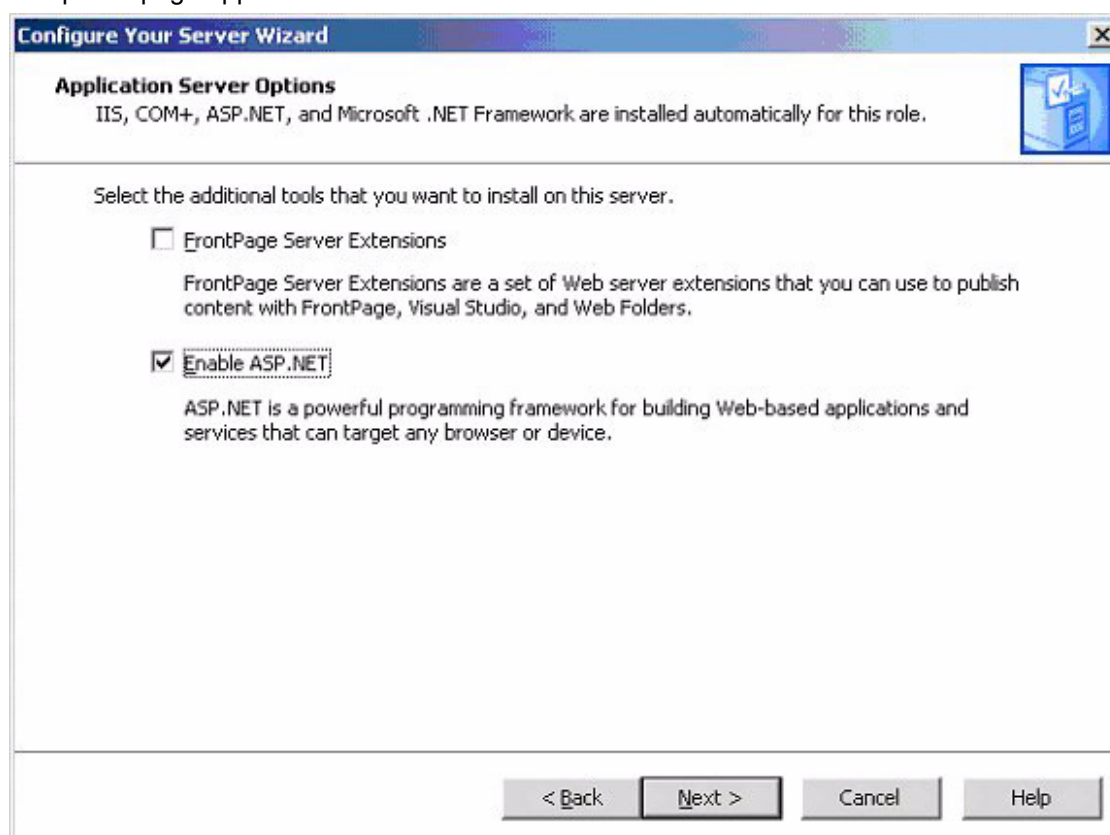 Configure Your Server Wizard
Application Server Options
IIS, COM+, ASP.NET, and Microsoft .NET Framework are installed automatically for this role.
Select the additional tools that you want to install on this server.
FrontPage Server Extensions
FrontPage Server Extensions are a set of Web server extensions that you can use to publish
content with FrontPage, Visual Studio, and Web Folders.
Enable ASP.NET
ASP.NET is a powerful programming framework for building Web-based applications and
services that can target any browser or device.
< Back Next > Cancel Help